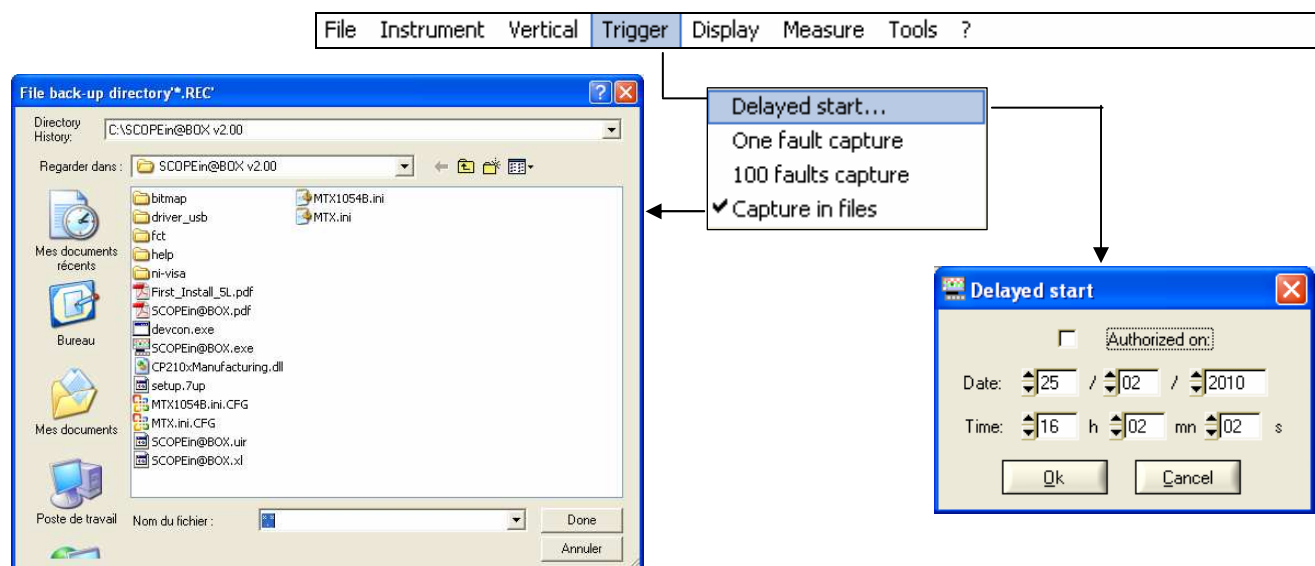 File Instrument Vertical Trigger Display Measure Tools ?
File back-up directory'*.REC'
Directory History: C:\SCOPEin@BOX v2.00
Regarder dans : SCOPEin@BOX v2.00
Mes documents récents
Bureau
Mes documents
Poste de travail
bitmap
driver_usb
fct
help
ni-visa
First_Install_5L.pdf
SCOPEin@BOX.pdf
devcon.exe
SCOPEin@BOX.exe
CP210xManufacturing.dll
setup.7up
MTX1054B.ini.CFG
MTX.ini.CFG
SCOPEin@BOX.uir
SCOPEin@BOX.xl
MTX1054B.ini
MTX.ini
Nom du fichier :
Done
Annuler
Delayed start...
One fault capture
100 faults capture
Capture in files
Delayed start
Authorized on:
Date: 25 / 02 / 2010
Time: 16 h 02 mn 02 s
Ok Cancel